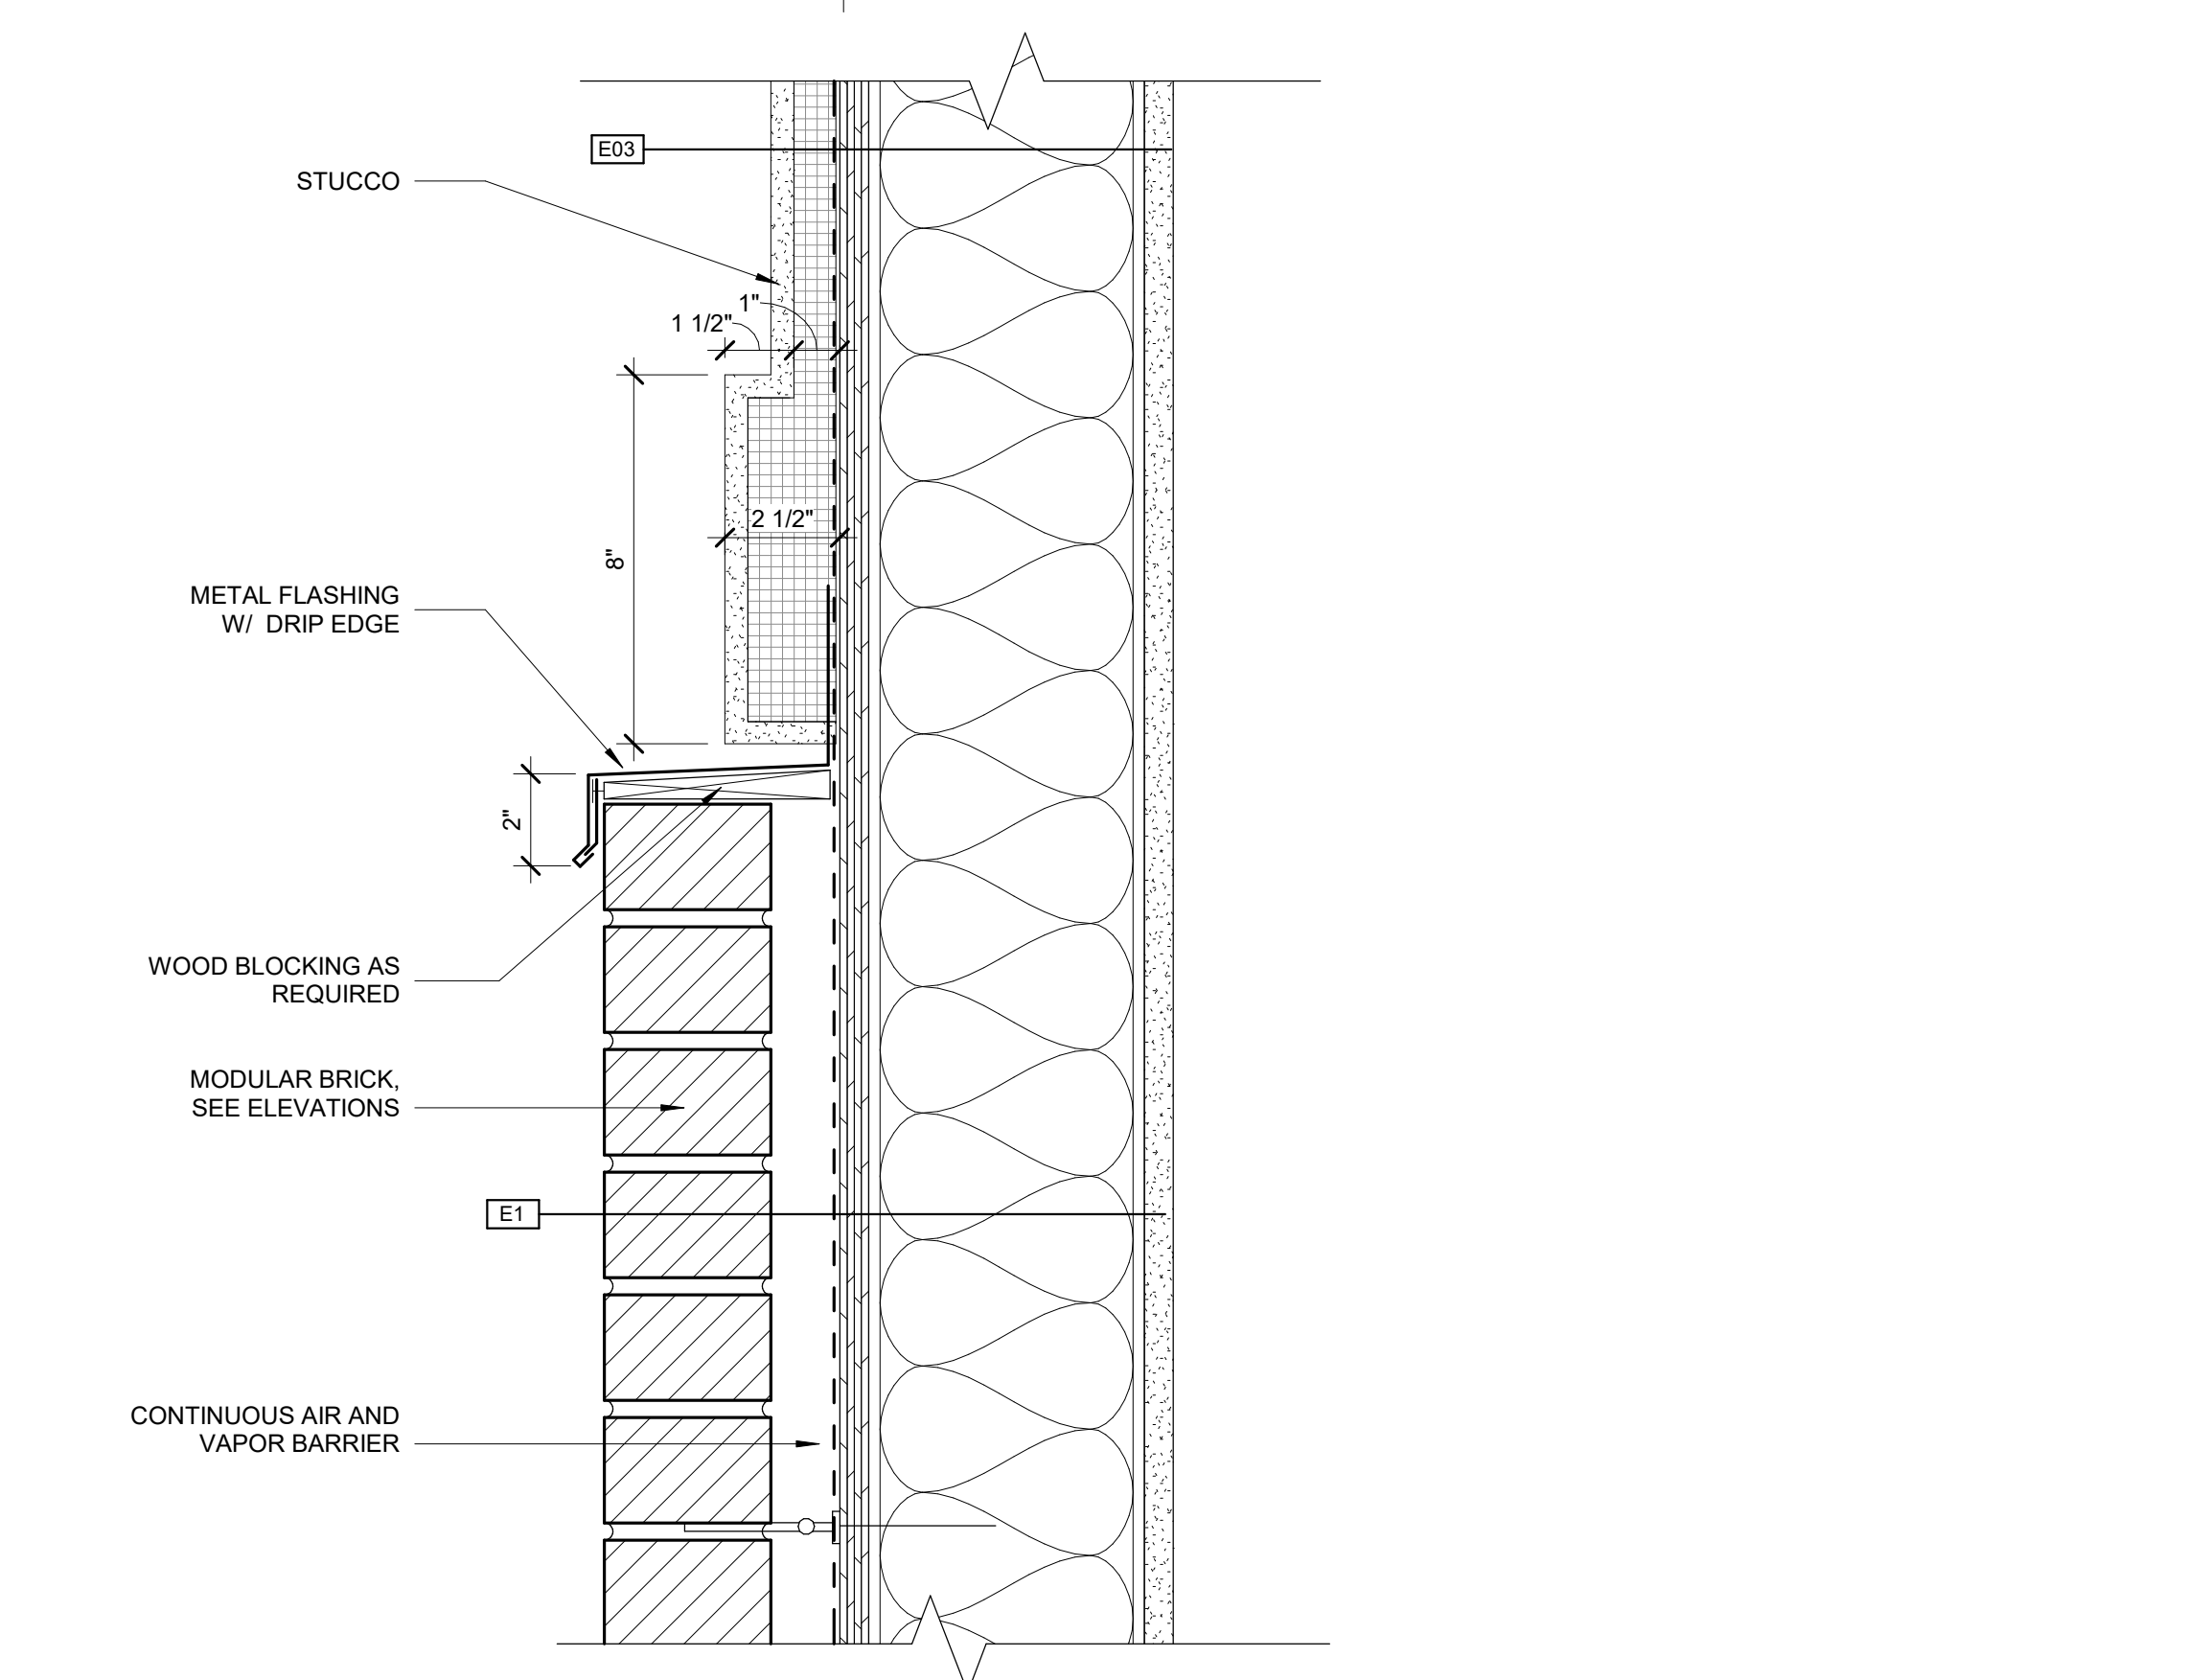 E03
STUCCO
1"
1 1/2"
2 1/2"
8"
METAL FLASHING
W/ DRIP EDGE
2"
WOOD BLOCKING AS
REQUIRED
MODULAR BRICK,
SEE ELEVATIONS
E1
CONTINUOUS AIR AND
VAPOR BARRIER